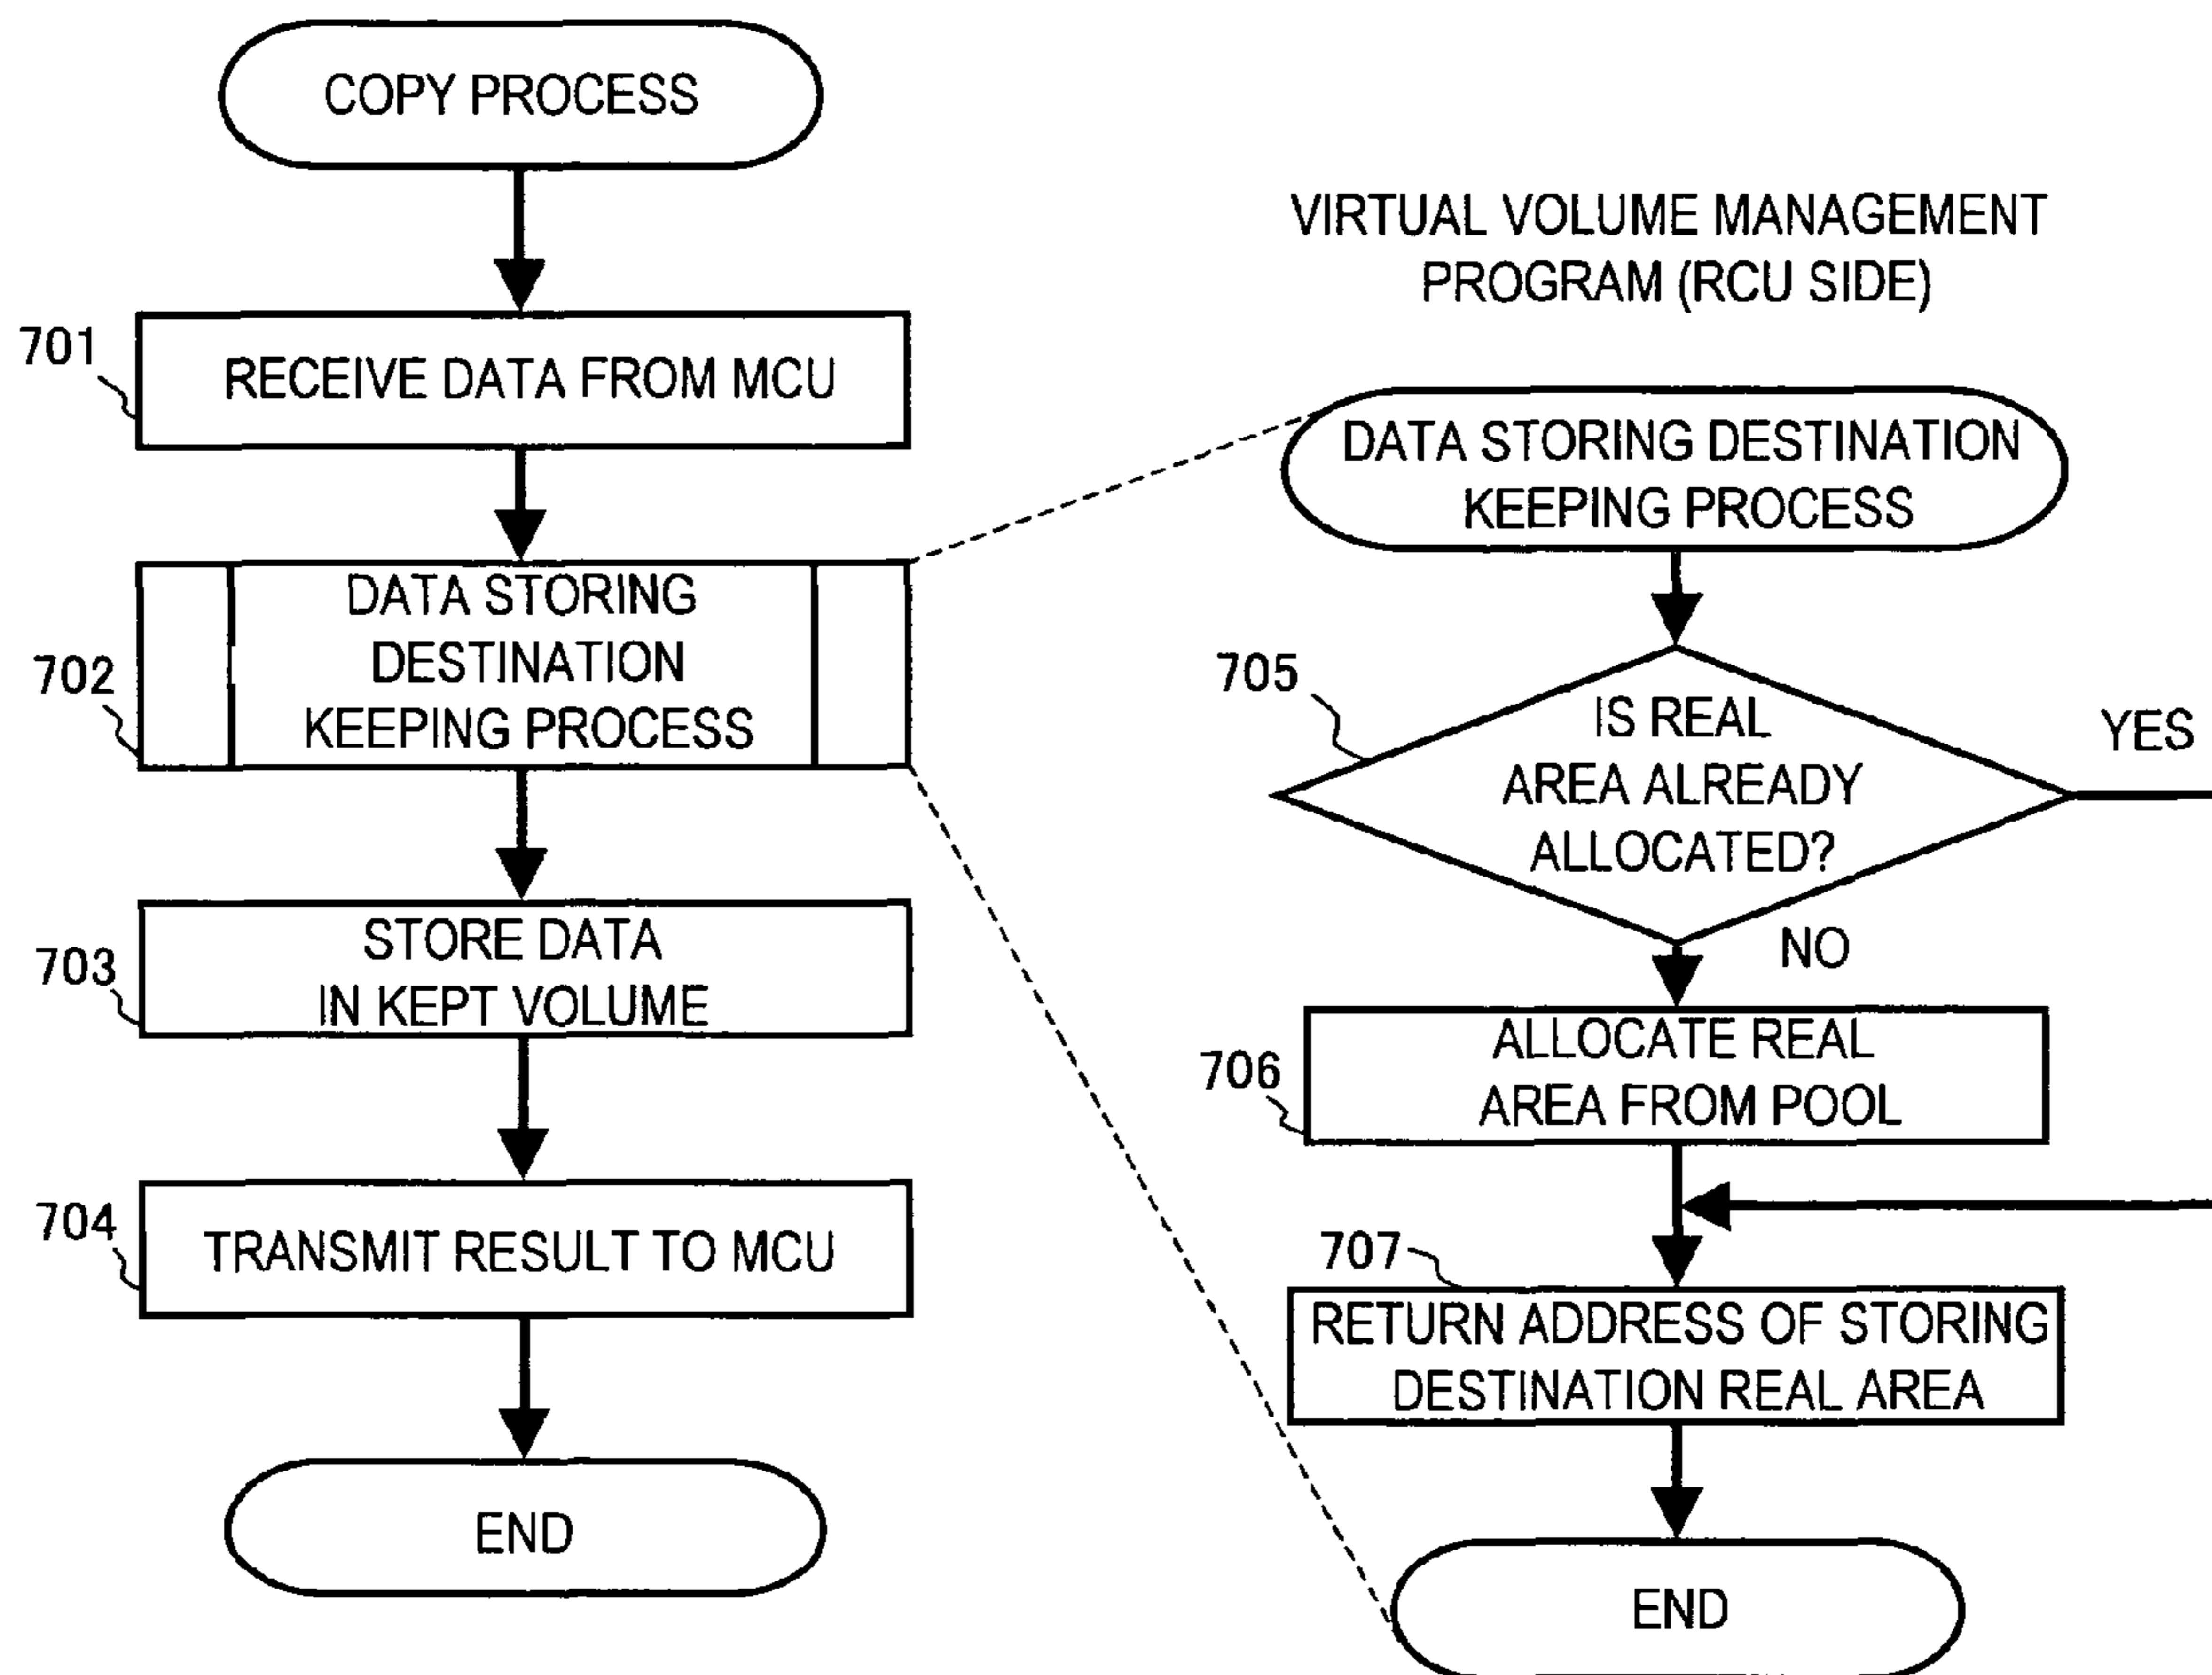 COPY PROCESS
701
RECEIVE DATA FROM MCU
702
DATA STORING
DESTINATION
KEEPING PROCESS
703
STORE DATA
IN KEPT VOLUME
704
TRANSMIT RESULT TO MCU
END
VIRTUAL VOLUME MANAGEMENT
PROGRAM (RCU SIDE)
DATA STORING DESTINATION
KEEPING PROCESS
705
IS REAL
AREA ALREADY
ALLOCATED?
YES
NO
706
ALLOCATE REAL
AREA FROM POOL
707
RETURN ADDRESS OF STORING
DESTINATION REAL AREA
END